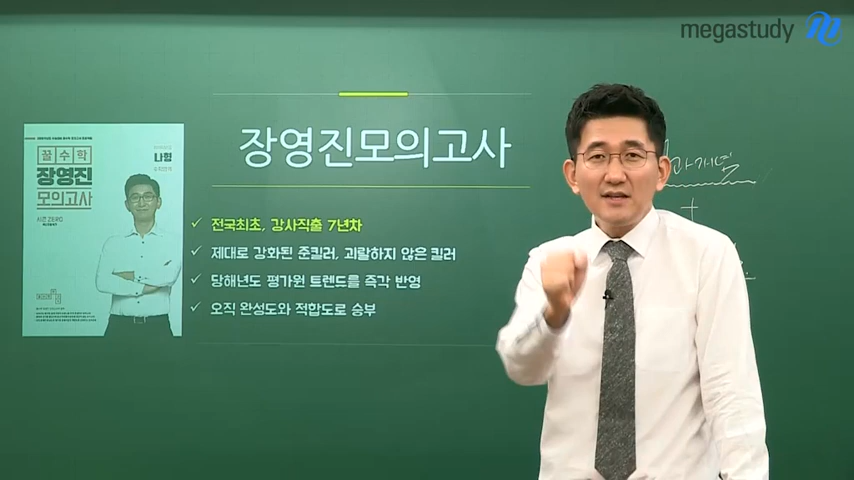 megastudy
장영진모의고사
꿀수학
장영진
모의고사
시즌 ZERO
나형
전국최초, 강사직출 7년차
제대로 강화된 준킬러, 괴랄하지 않은 킬러
당해년도 평가원 트렌드를 즉각 반영
오직 완성도와 적합도로 승부